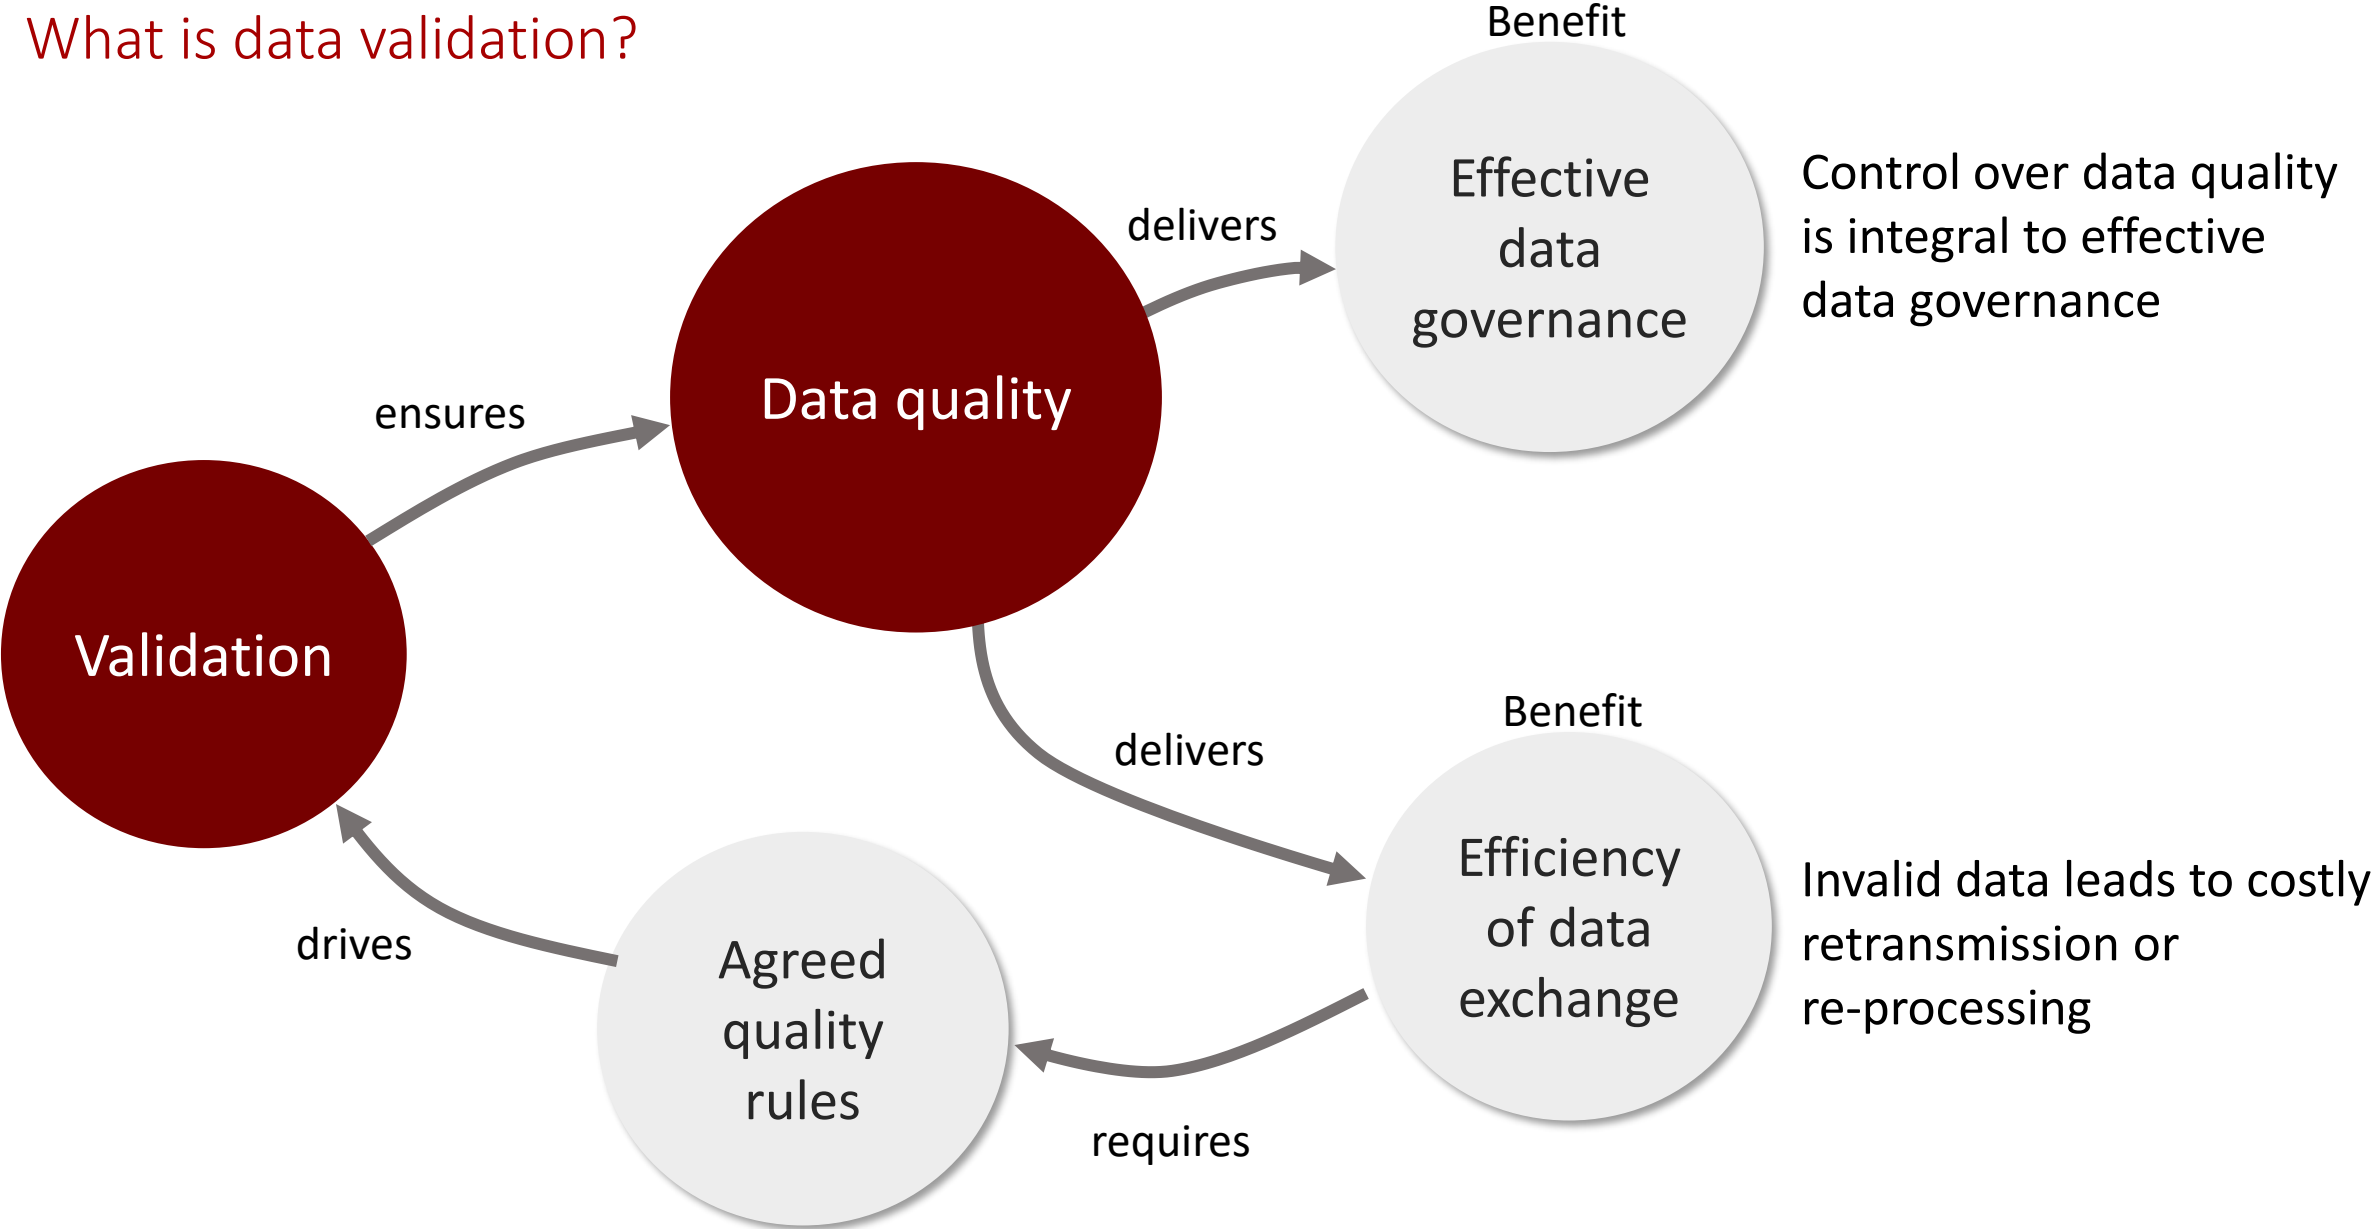 What is data validation?
Benefit
Effective
data
governance
Control over data quality
is integral to effective
data governance
delivers
Data quality
ensures
Validation
delivers
Benefit
Efficiency
of data
exchange
Invalid data leads to costly
retransmission or
re-processing
drives
Agreed
quality
rules
requires